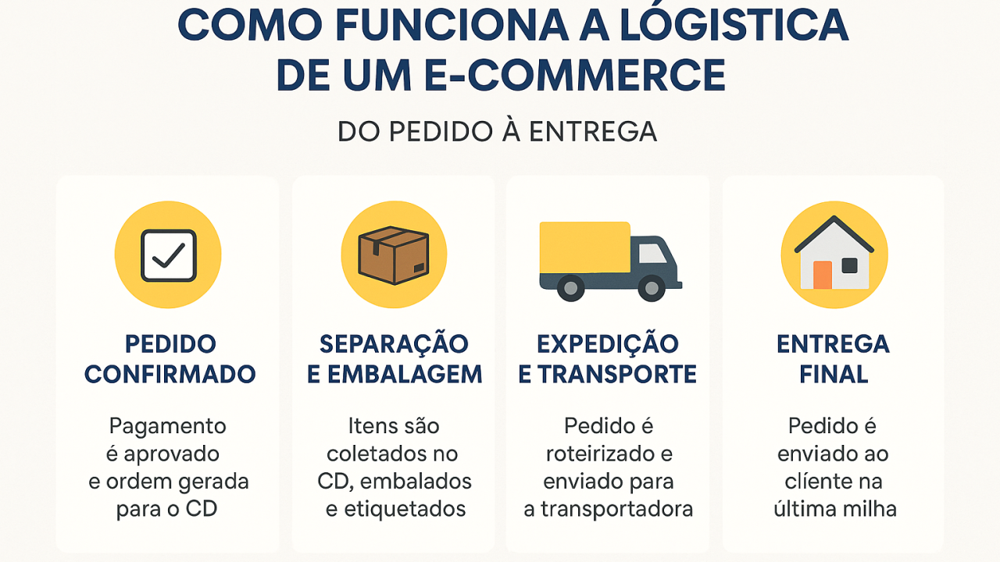 COMO FUNCIONA A LÓGISTICA
DE UM E-COMMERCE
DO PEDIDO À ENTREGA
PEDIDO
CONFIRMADO
Pagamento
é aprovado
e ordem gerada
para o CD
SEPARAÇÃO
E EMBALAGEM
Itens são
coletados no
CD, embalados
e etiquetados
EXPEDIÇÃO
E TRANSPORTE
Pedido é
roteirizado e
enviado para
a transportadora
ENTREGA
FINAL
Pedido é
enviado ao
clíente na
última milha